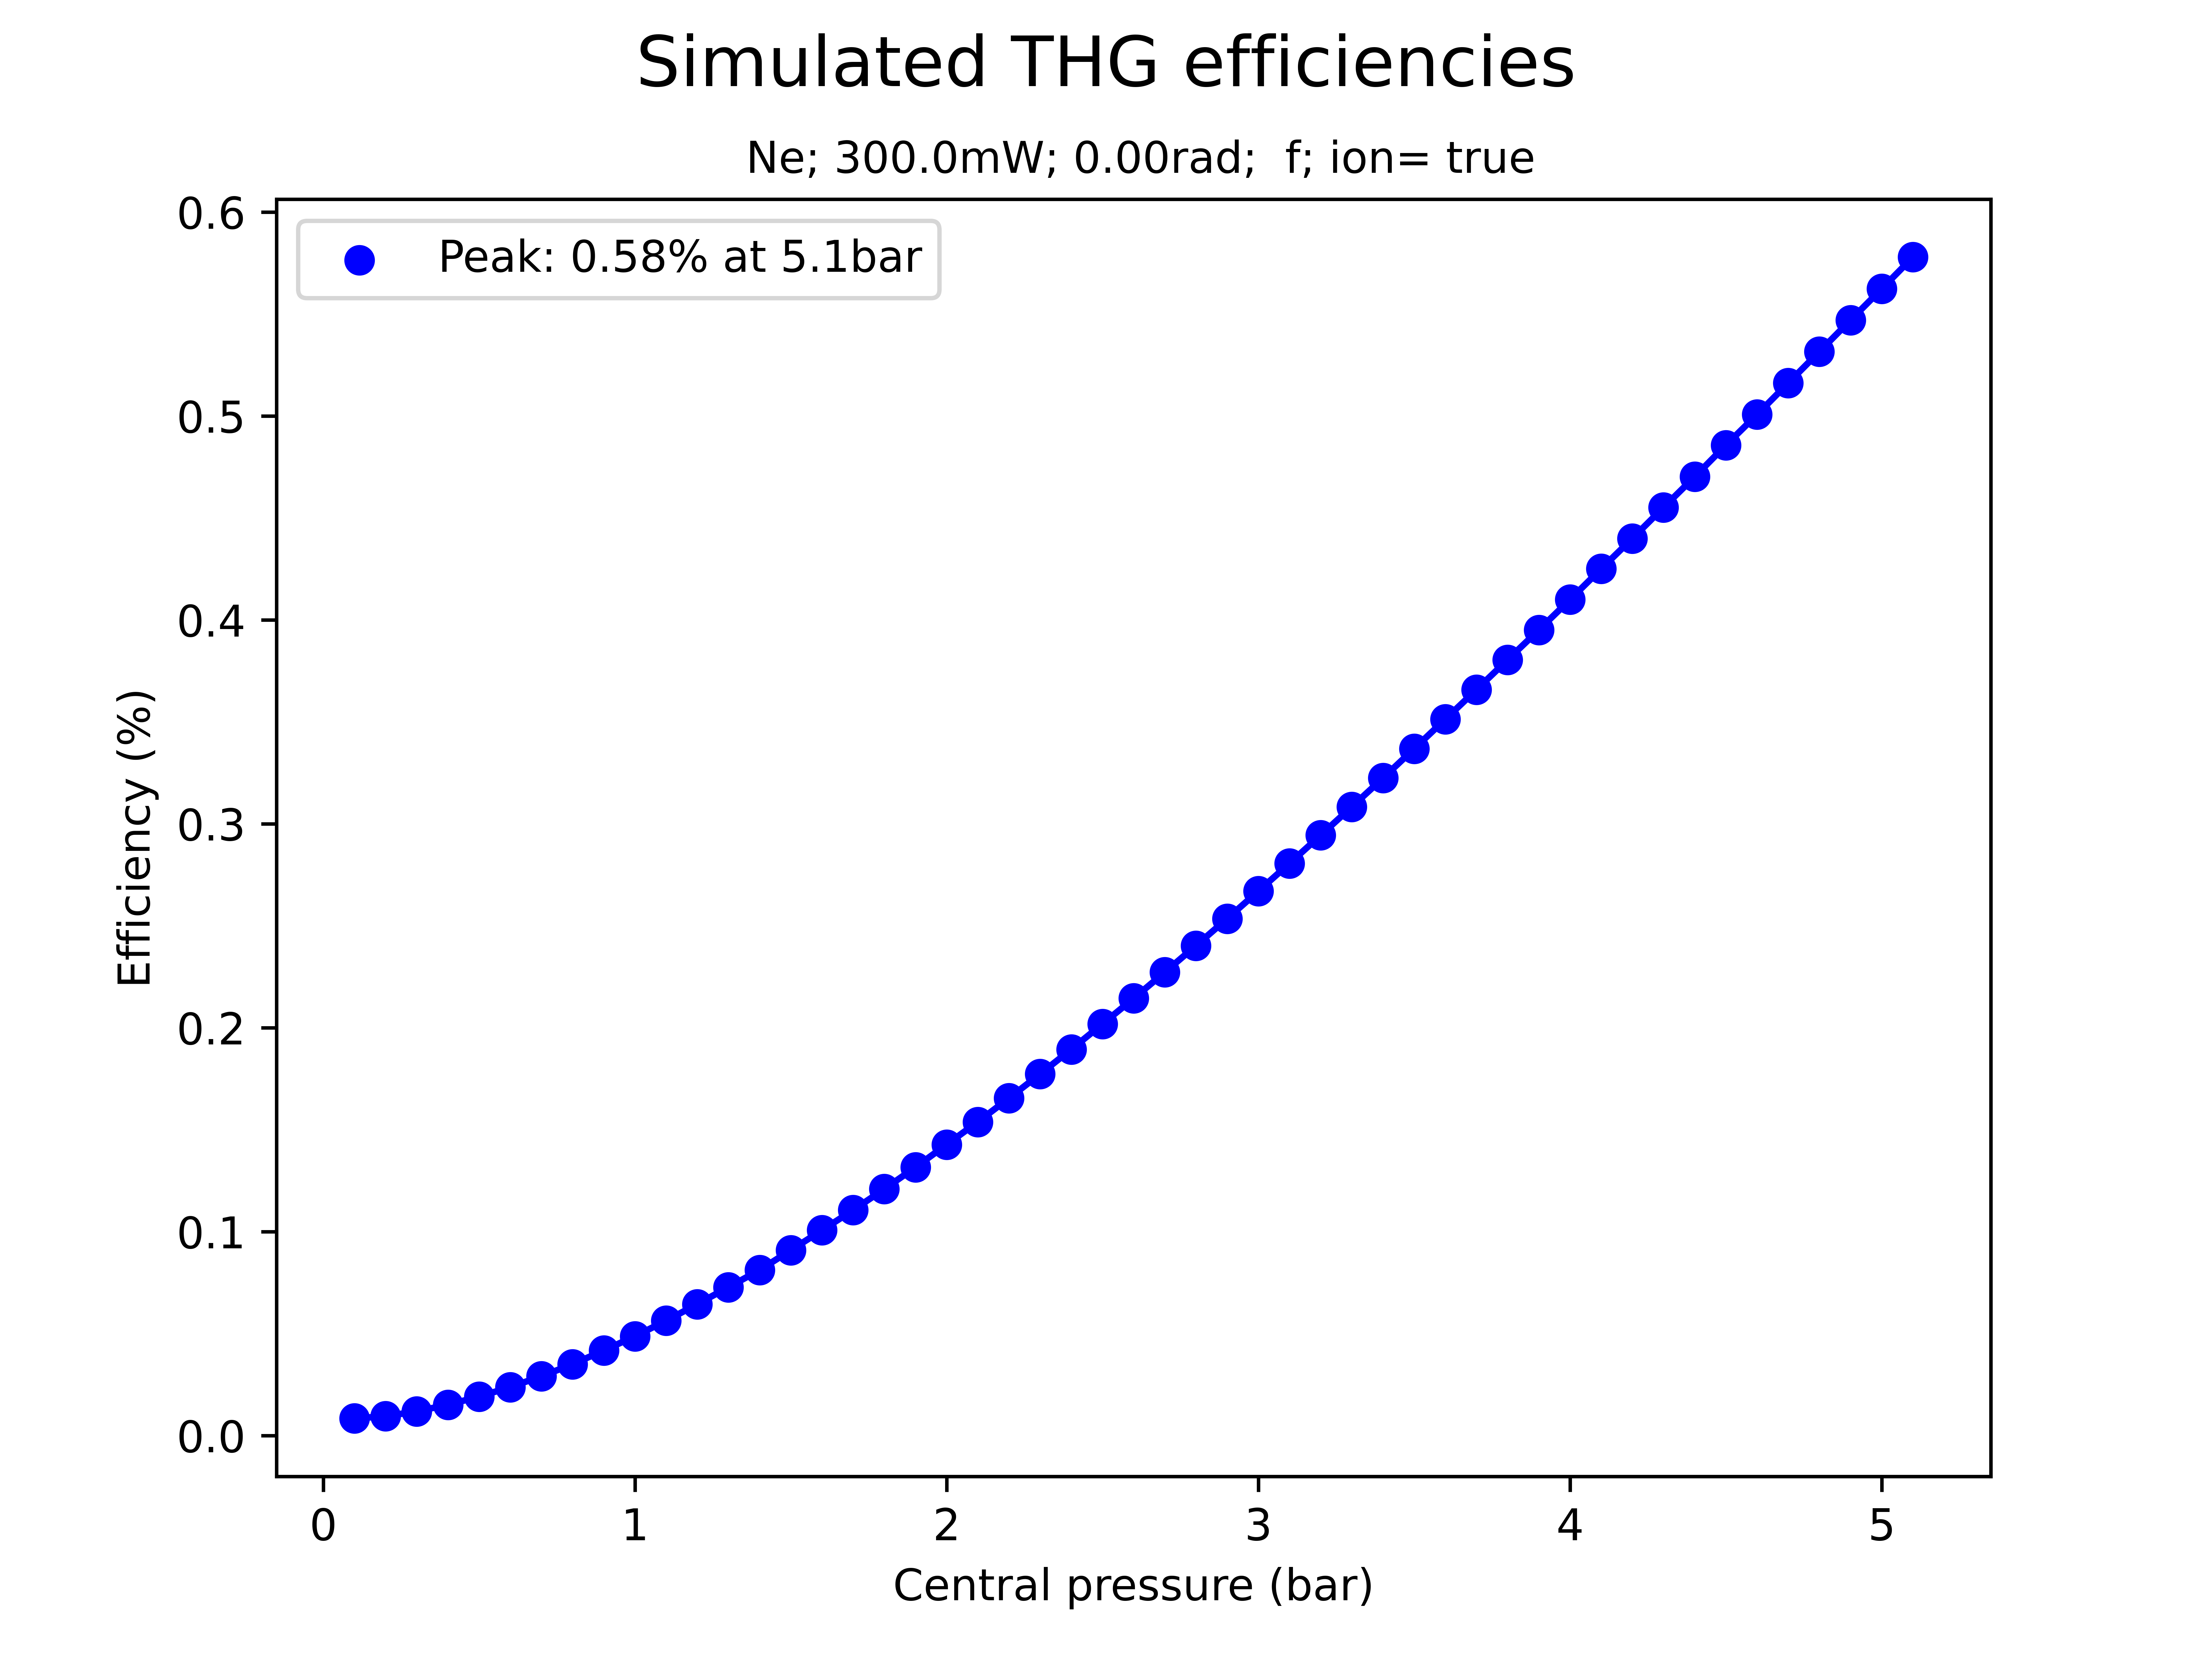 Simulated THG efficiencies
Ne; 300.0mW; 0.00rad;  f; ion= true
Peak: 0.58% at 5.1bar
Efficiency (%)
0.6
0.5
0.4
0.3
0.2
0.1
0.0
0 1 2 3 4 5
Central pressure (bar)